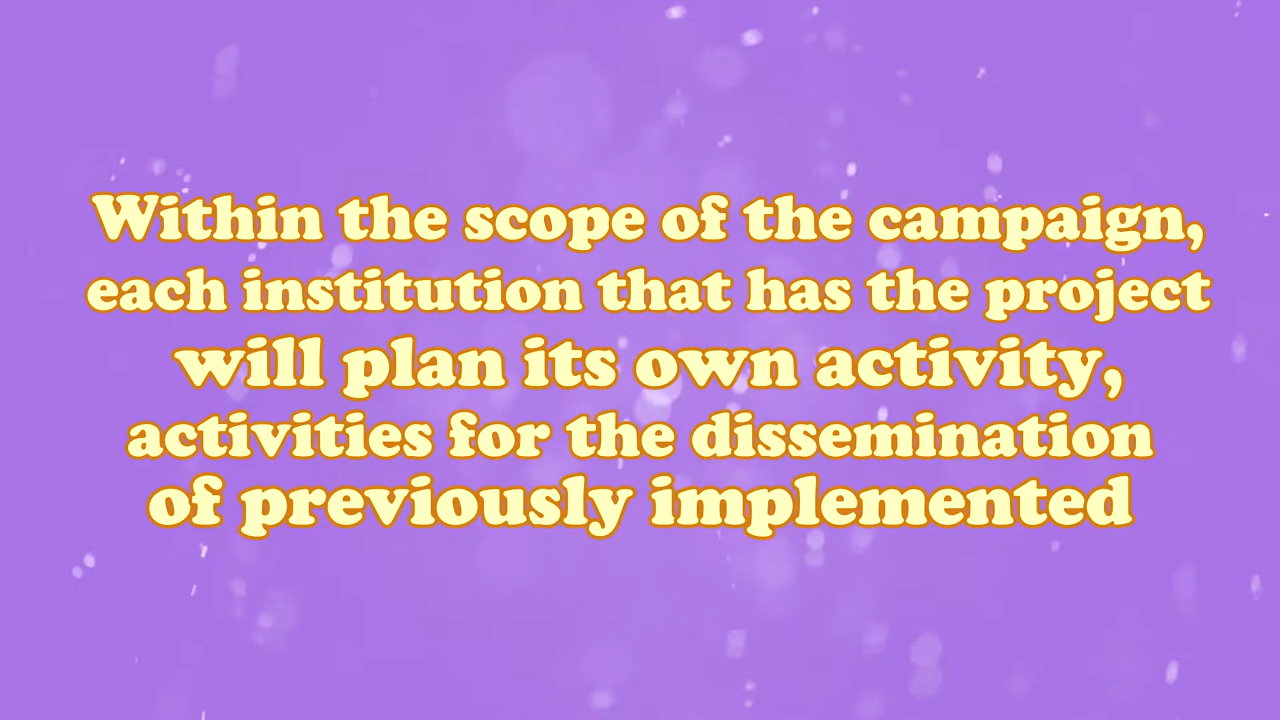 Within the scope of the campaign,
each institution that has the project
will plan its own activity,
activities for the dissemination
of previously implemented